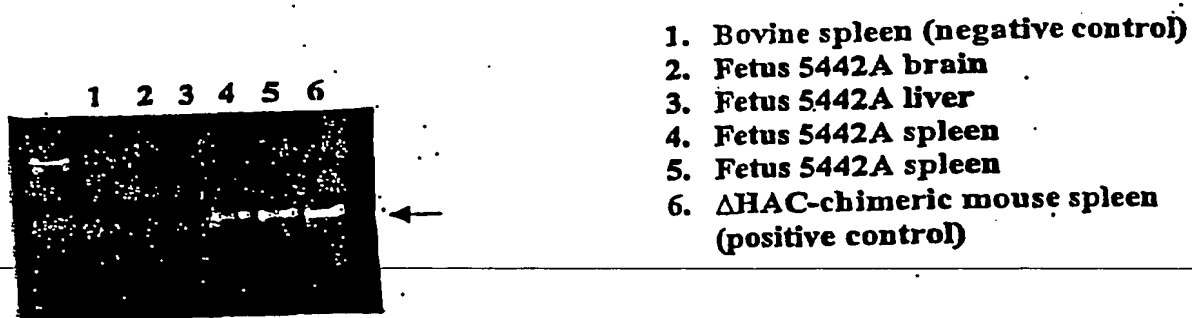 1. Bovine spleen (negative control)
2. Fetus 5442A brain
3. Fetus 5442A liver
4. Fetus 5442A spleen
5. Fetus 5442A spleen
6. ΔHAC-chimeric mouse spleen
(positive control)
1 2 3 4 5 6